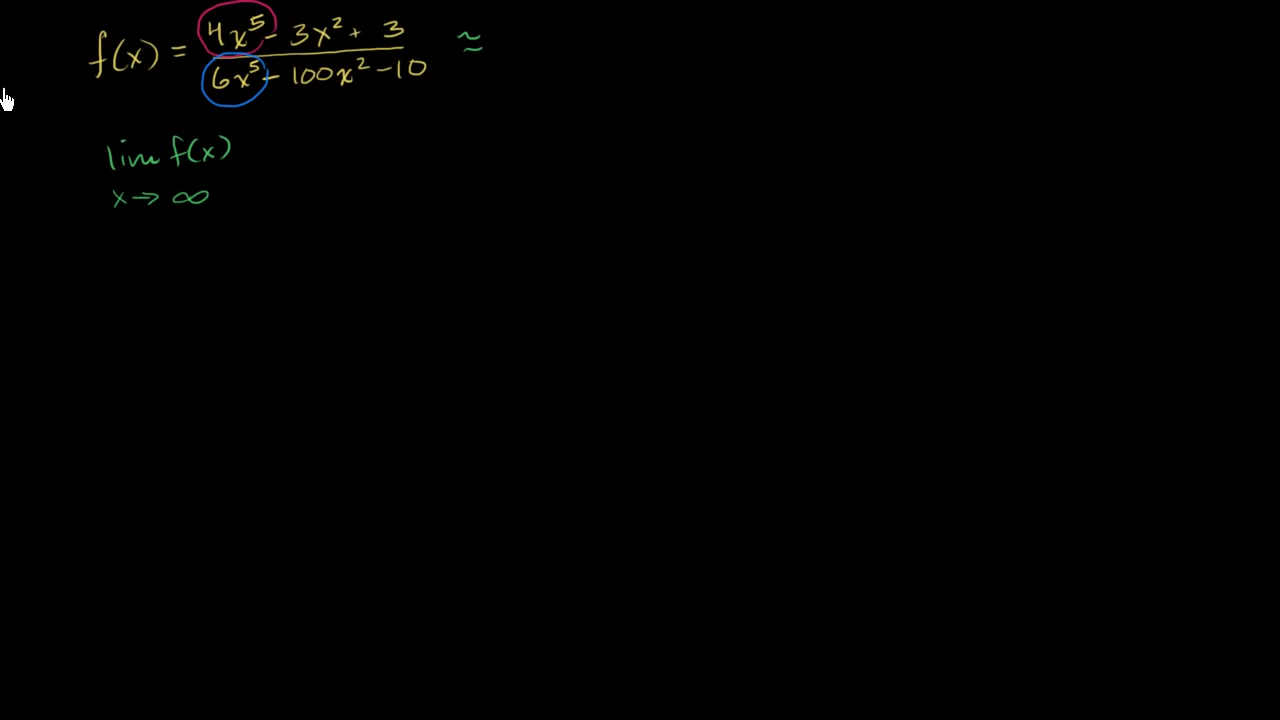 f(x) = (4x⁵ - 3x² + 3) / (6x⁵ - 100x² - 10) ≈
lim f(x)
x → ∞